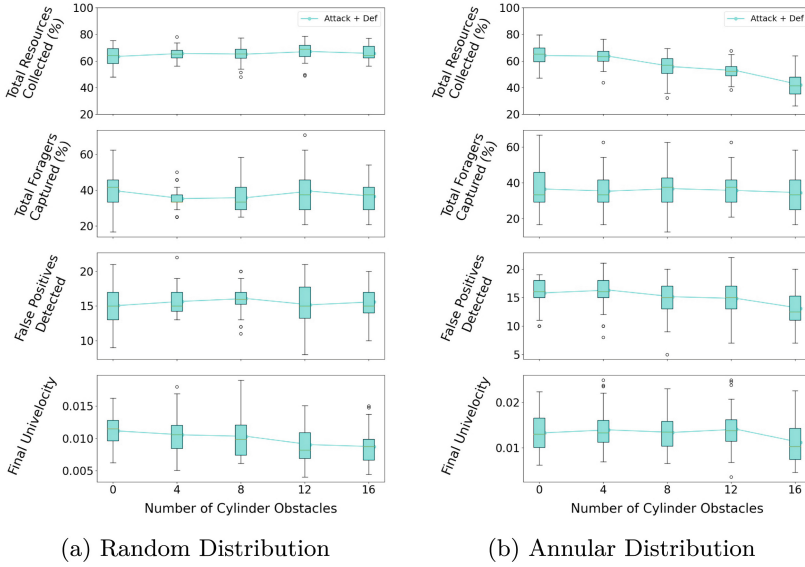 Total Resources
Collected (%)
100
80
60
40
20
Attack + Def
Total Foragers
Captured (%)
60
40
20
False Positives
Detected
20
15
10
Final Univelocity
0.015
0.010
0.005
0 4 8 12 16
Number of Cylinder Obstacles
(a) Random Distribution
Total Resources
Collected (%)
100
80
60
40
20
Attack + Def
Total Foragers
Captured (%)
60
40
20
False Positives
Detected
20
15
10
5
Final Univelocity
0.02
0.01
0 4 8 12 16
Number of Cylinder Obstacles
(b) Annular Distribution